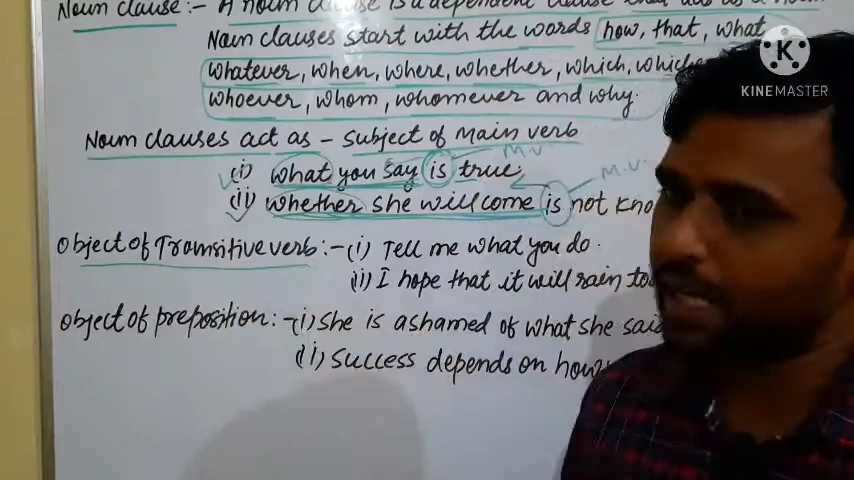 Noun clause :- A noun clause is a dependent clause that acts as a noun
Noun clauses start with the words how, that, what
whatever, when, where, whether, which, which
whoever, whom, whomever and why.
Noun clauses act as - Subject of main verb
(i) what you say is true, M.V.
(ii) whether she will come is not kno M.V.
Object of Transitive verb :- (i) Tell me what you do.
(ii) I hope that it will rain to
Object of preposition :- (i) She is ashamed of what she said
(ii) Success depends on how
K
KINEMASTER